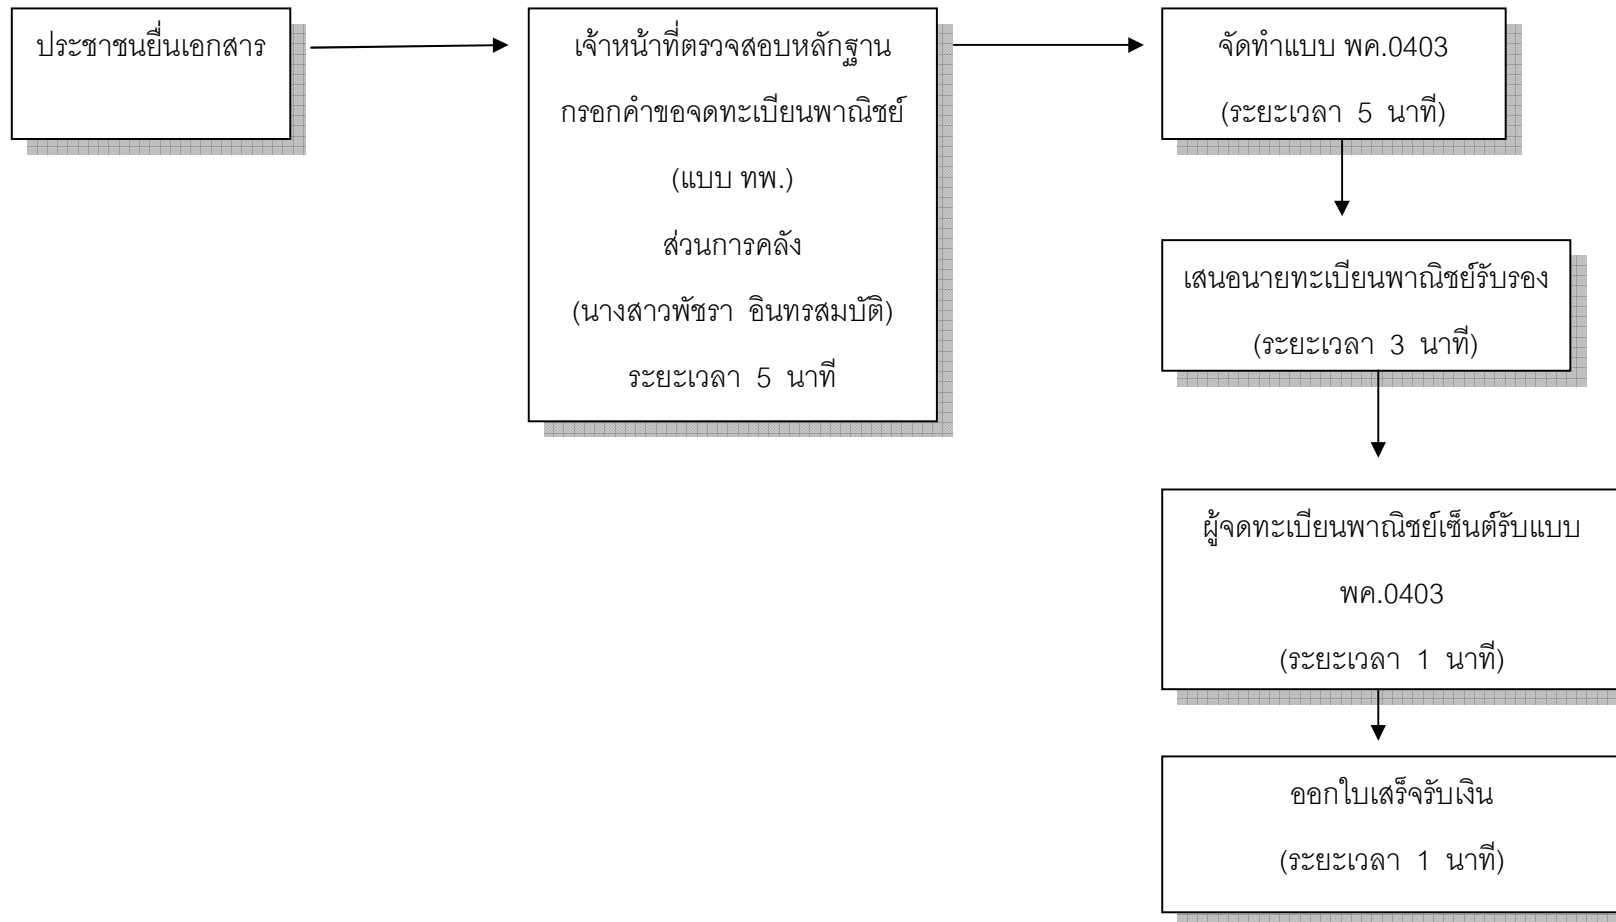 ประชาชนยื่นเอกสาร
เจ้าหน้าที่ตรวจสอบหลักฐาน
กรอกคำขอจดทะเบียนพาณิชย์
(แบบ ทพ.)
ส่วนการคลัง
(นางสาวพัชรา อินทรสมบัติ)
ระยะเวลา 5 นาที
จัดทำแบบ พค.0403
(ระยะเวลา 5 นาที)
เสนอนายทะเบียนพาณิชย์รับรอง
(ระยะเวลา 3 นาที)
ผู้จดทะเบียนพาณิชย์เซ็นต์รับแบบ
พค.0403
(ระยะเวลา 1 นาที)
ออกใบเสร็จรับเงิน
(ระยะเวลา 1 นาที)